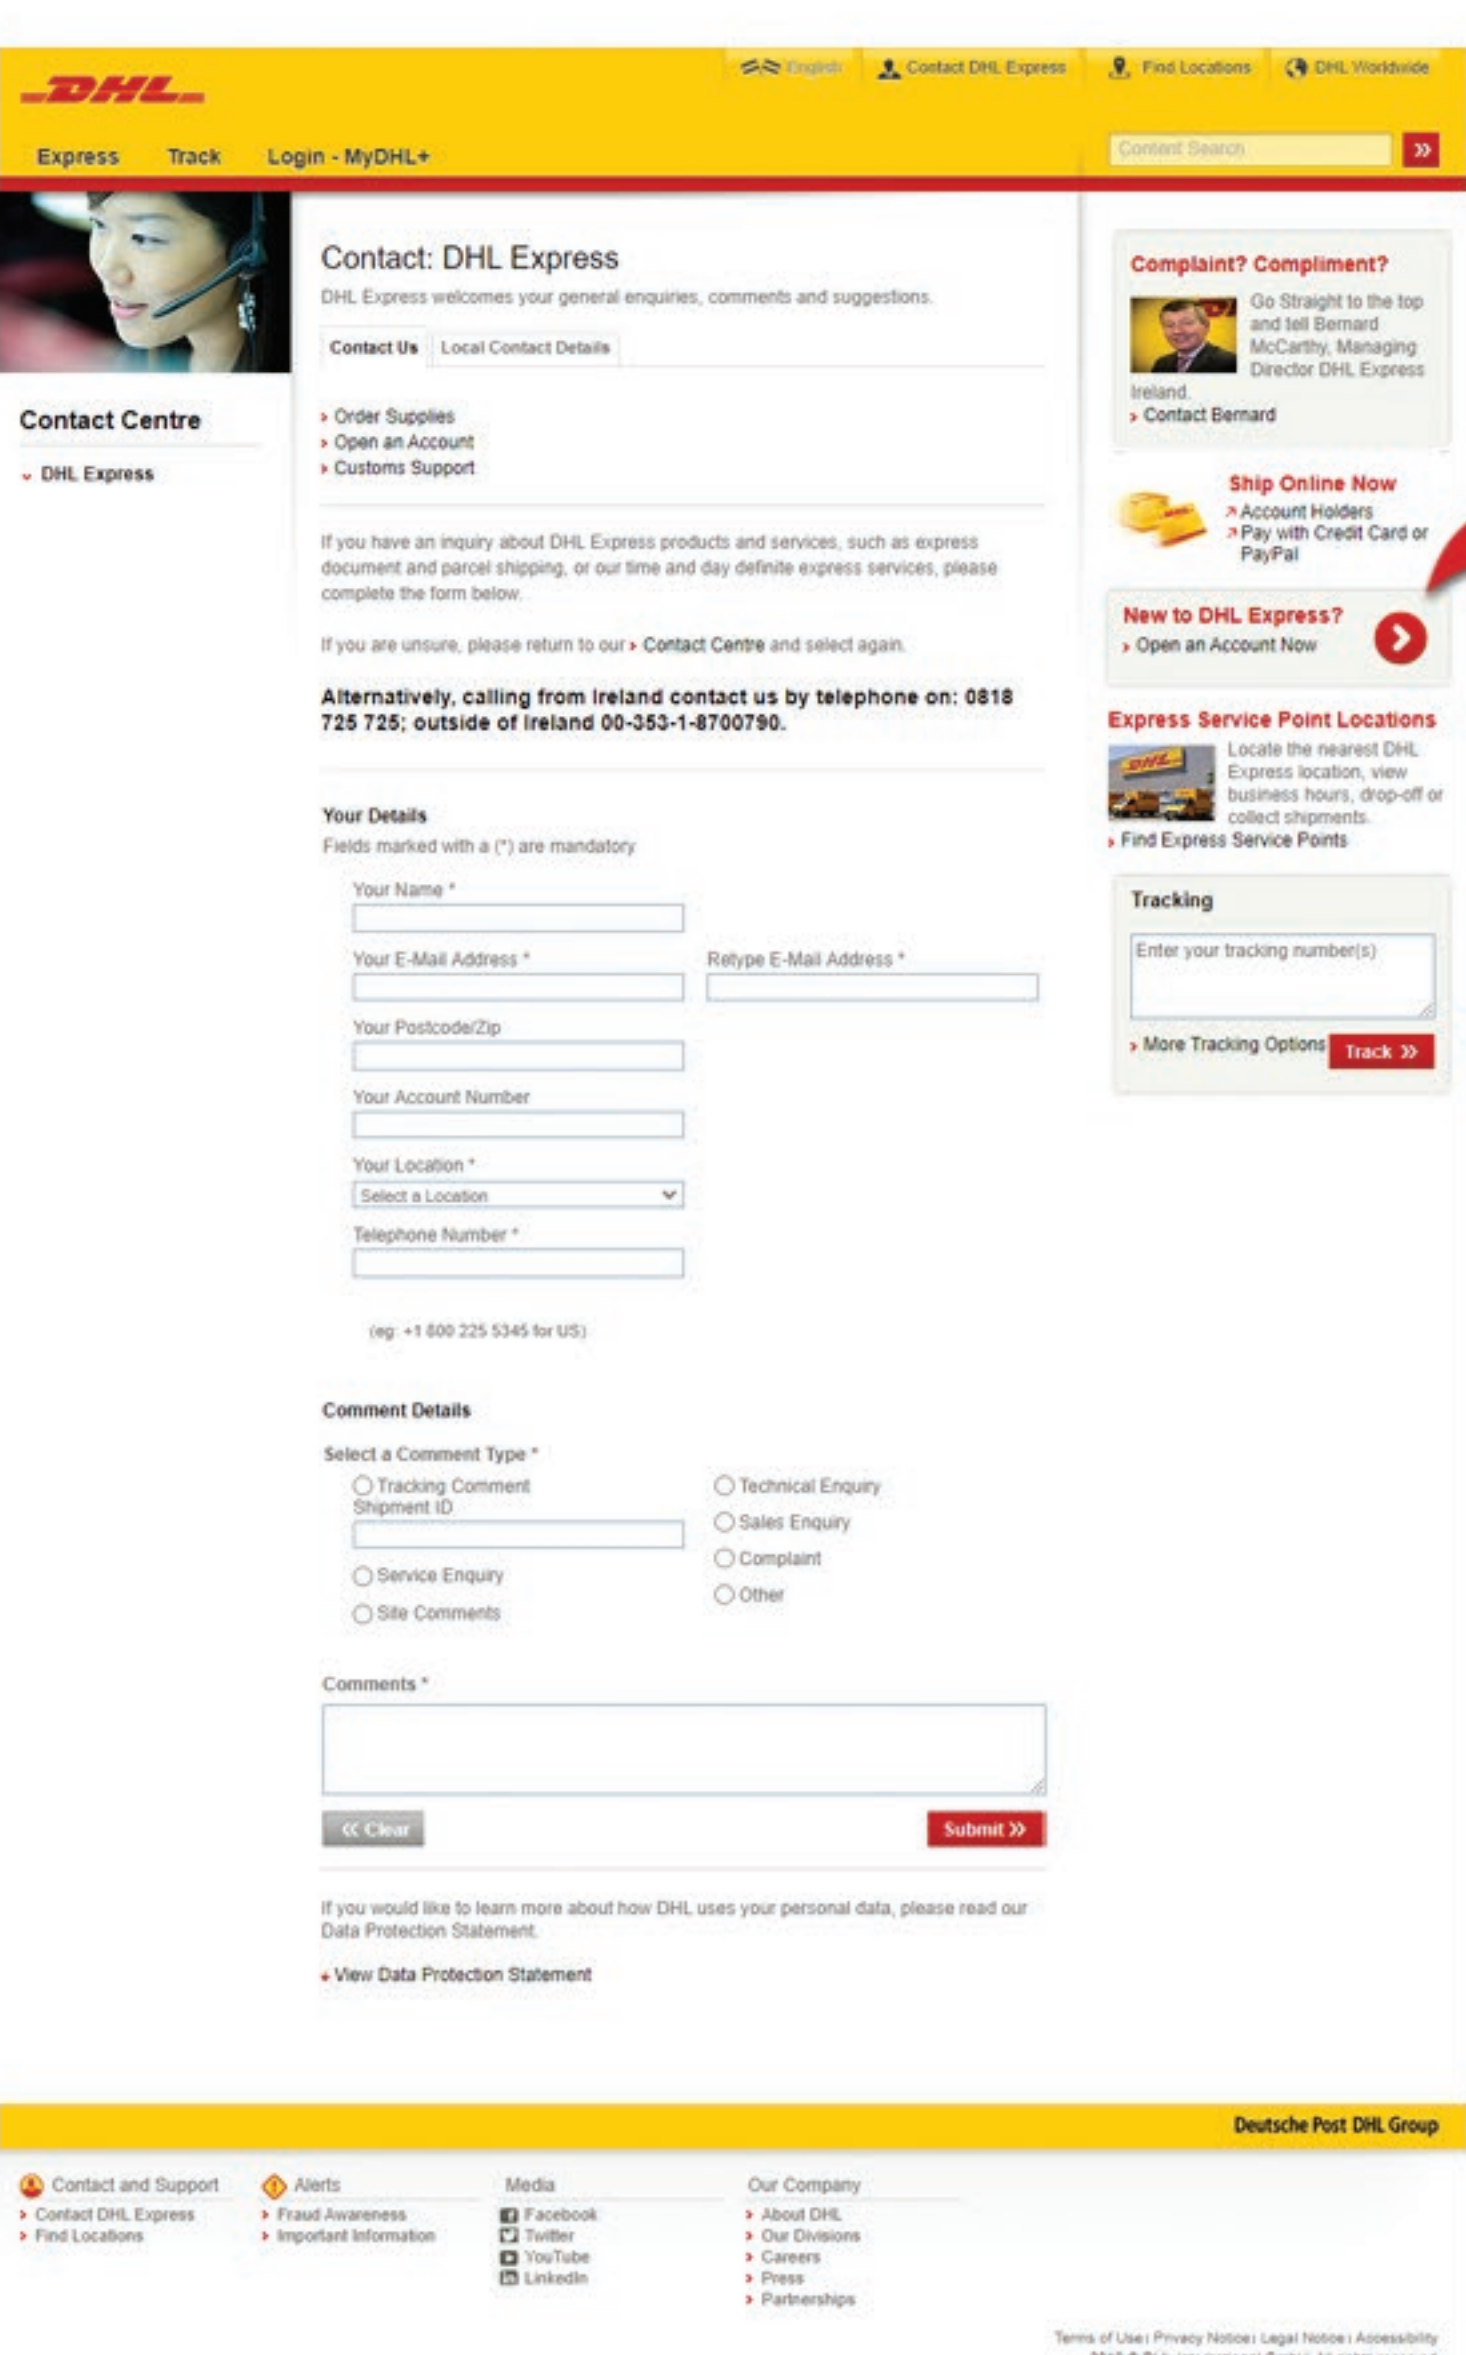 DHL
English
Contact DHL Express
Find Locations
DHL Worldwide
Express
Track
Login - MyDHL+
Content Search
Contact Centre
DHL Express
Contact: DHL Express
DHL Express welcomes your general enquiries, comments and suggestions.
Contact Us
Local Contact Details
Order Supplies
Open an Account
Customs Support
If you have an inquiry about DHL Express products and services, such as express
document and parcel shipping, or our time and day definite express services, please
complete the form below.
If you are unsure, please return to our Contact Centre and select again.
Alternatively, calling from Ireland contact us by telephone on: 0818
725 725; outside of Ireland 00-353-1-8700790.
Your Details
Fields marked with a (*) are mandatory
Your Name *
Your E-Mail Address *
Retype E-Mail Address *
Your Postcode/Zip
Your Account Number
Your Location *
Select a Location
Telephone Number *
(eg: +1 800 225 5345 for US)
Comment Details
Select a Comment Type *
Tracking Comment
Shipment ID
Service Enquiry
Site Comments
Technical Enquiry
Sales Enquiry
Complaint
Other
Comments *
« Clear
Submit »
If you would like to learn more about how DHL uses your personal data, please read our
Data Protection Statement.
View Data Protection Statement
Complaint? Compliment?
Go Straight to the top
and tell Bernard
McCarthy, Managing
Director DHL Express
Ireland.
Contact Bernard
Ship Online Now
Account Holders
Pay with Credit Card or
PayPal
New to DHL Express?
Open an Account Now
Express Service Point Locations
Locate the nearest DHL
Express location, view
business hours, drop-off or
collect shipments.
Find Express Service Points
Tracking
Enter your tracking number(s)
More Tracking Options
Track »
Deutsche Post DHL Group
Contact and Support
Contact DHL Express
Find Locations
Alerts
Fraud Awareness
Important Information
Media
Facebook
Twitter
YouTube
LinkedIn
Our Company
About DHL
Our Divisions
Careers
Press
Partnerships
Terms of Use | Privacy Notice | Legal Notice | Accessibility